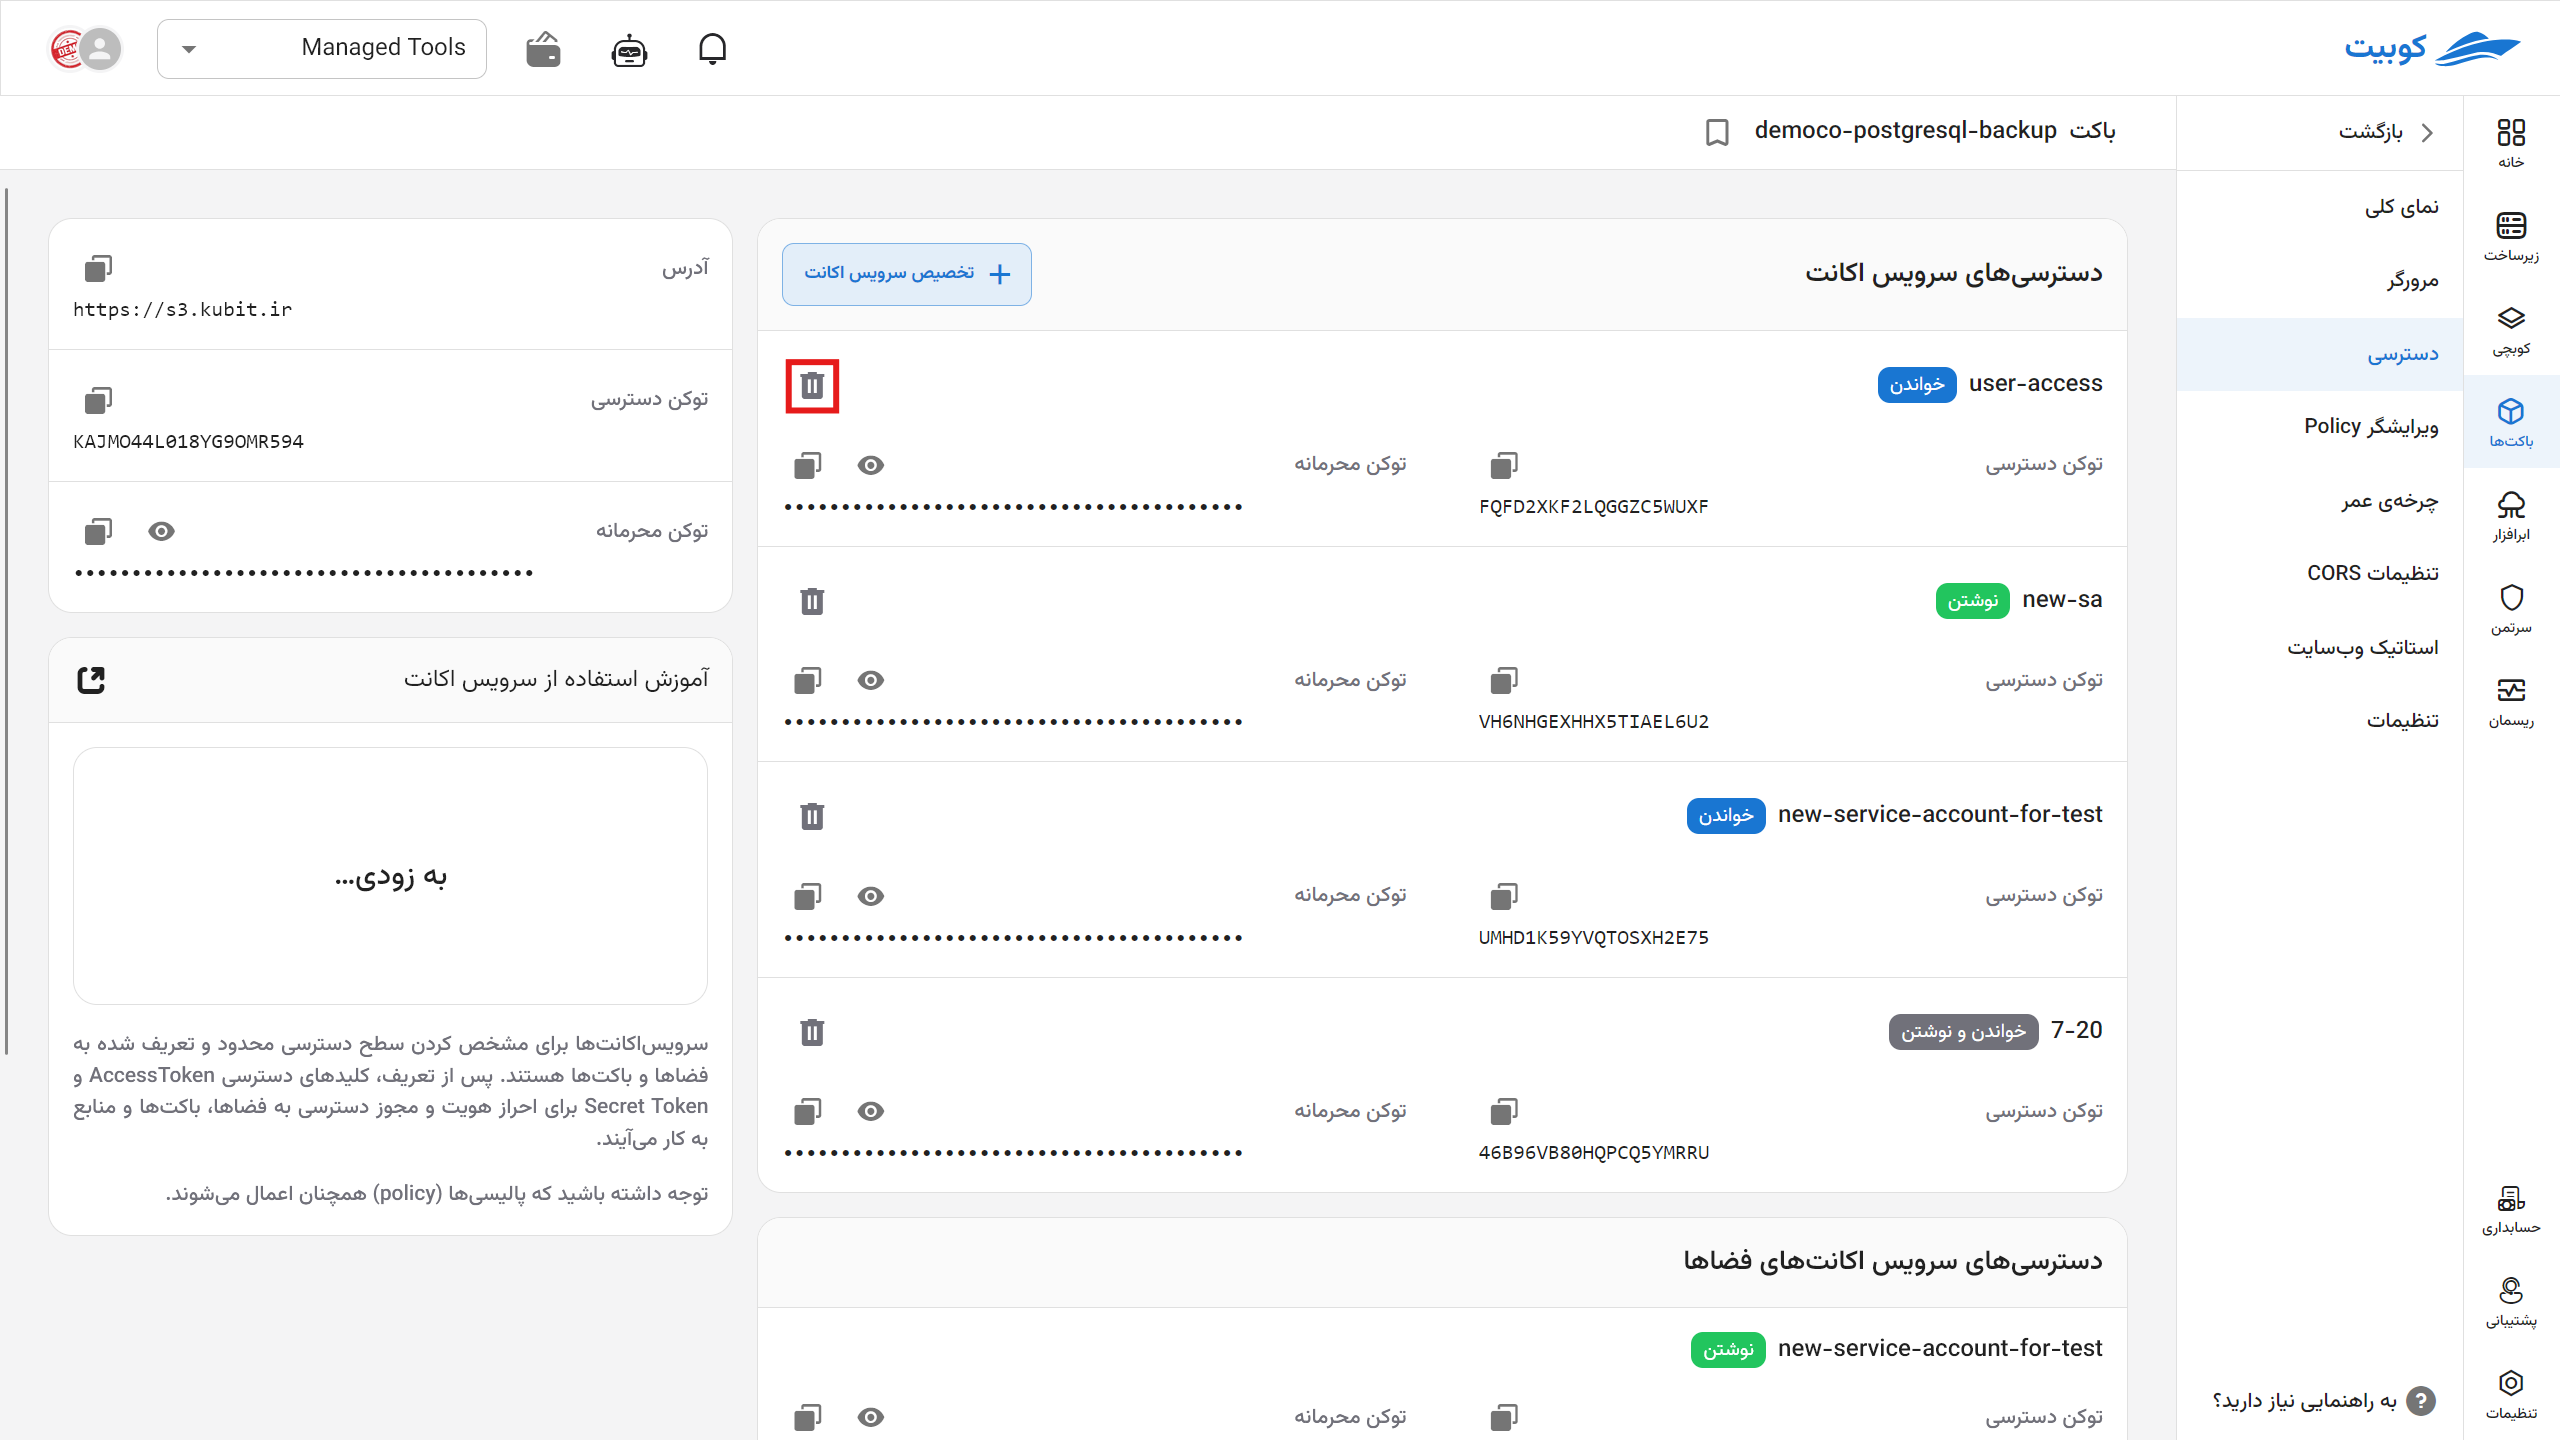 کوبیت
Managed Tools
خانه
زیرساخت
کوبچی
باکت‌ها
ابرافزار
سرتمن
ریسمان
حسابداری
پشتیبانی
تنظیمات
بازگشت
نمای کلی
مرورگر
دسترسی
ویرایشگر Policy
چرخه‌ی عمر
تنظیمات CORS
استاتیک وب‌سایت
تنظیمات
به راهنمایی نیاز دارید؟
باکت democo-postgresql-backup
دسترسی‌های سرویس اکانت
تخصیص سرویس اکانت
user-access خواندن
توکن دسترسی
FQFD2XKF2LQGGZC5WUXF
توکن محرمانه
••••••••••••••••••••••••••••••••••••••••
new-sa نوشتن
توکن دسترسی
VH6NHGEXHHX5TIAEL6U2
توکن محرمانه
••••••••••••••••••••••••••••••••••••••••
new-service-account-for-test خواندن
توکن دسترسی
UMHD1K59YVQTOSXH2E75
توکن محرمانه
••••••••••••••••••••••••••••••••••••••••
7-20 خواندن و نوشتن
توکن دسترسی
46B96VB80HQPCQ5YMRRU
توکن محرمانه
••••••••••••••••••••••••••••••••••••••••
دسترسی‌های سرویس اکانت‌های فضاها
new-service-account-for-test نوشتن
توکن دسترسی
توکن محرمانه
آدرس
https://s3.kubit.ir
توکن دسترسی
KAJMO44L018YG9OMR594
توکن محرمانه
••••••••••••••••••••••••••••••••••••••••
آموزش استفاده از سرویس اکانت
به زودی...
سرویس‌اکانت‌ها برای مشخص کردن سطح دسترسی محدود و تعریف شده به
فضاها و باکت‌ها هستند. پس از تعریف، کلیدهای دسترسی AccessToken و
Secret Token برای احراز هویت و مجوز دسترسی به فضاها، باکت‌ها و منابع
به کار می‌آیند.
توجه داشته باشید که پالیسی‌ها (policy) همچنان اعمال می‌شوند.